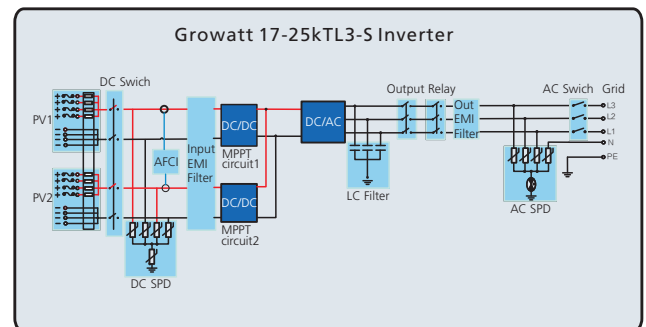 Growatt 17-25kTL3-S Inverter
DC Swich
Output Relay
AC Swich
Grid
PV1
DC/DC
MPPT
circuit1
DC/AC
Out
EMI
Filter
L3
L2
L1
N
PE
AFCI
Input
EMI
Filter
PV2
DC/DC
MPPT
circuit2
LC Filter
AC SPD
DC SPD